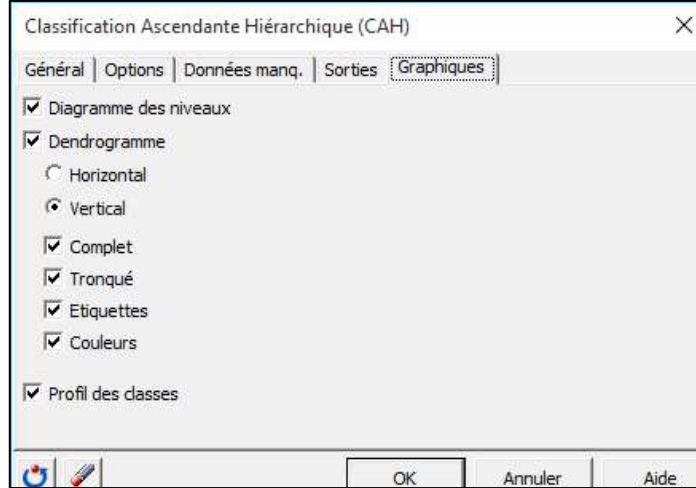 Classification Ascendante Hiérarchique (CAH)
Général Options Données manq. Sorties Graphiques
Diagramme des niveaux
Dendrogramme
Horizontal
Vertical
Complet
Tronqué
Etiquettes
Couleurs
Profil des classes
OK Annuler Aide